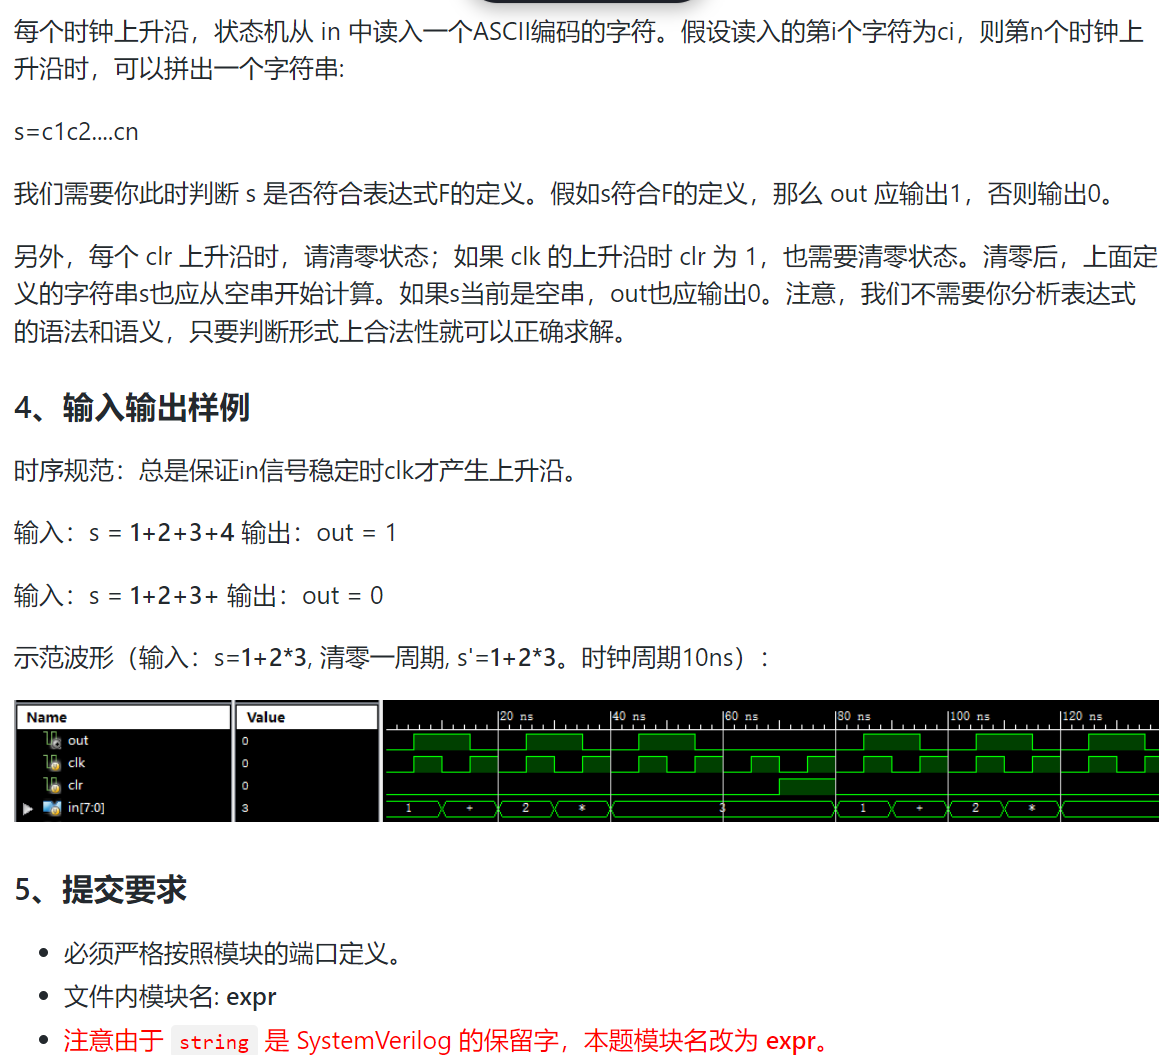 每个时钟上升沿，状态机从 in 中读入一个ASCII编码的字符。假设读入的第i个字符为ci，则第n个时钟上
升沿时，可以拼出一个字符串:
s=c1c2....cn
我们需要你此时判断 s 是否符合表达式F的定义。假如s符合F的定义，那么 out 应输出1，否则输出0。
另外，每个 clr 上升沿时，请清零状态；如果 clk 的上升沿时 clr 为 1，也需要清零状态。清零后，上面定
义的字符串s也应从空串开始计算。如果s当前是空串，out也应输出0。注意，我们不需要你分析表达式
的语法和语义，只要判断形式上合法性就可以正确求解。
4、输入输出样例
时序规范：总是保证in信号稳定时clk才产生上升沿。
输入：s = 1+2+3+4 输出：out = 1
输入：s = 1+2+3+ 输出：out = 0
示范波形（输入：s=1+2*3, 清零一周期, s'=1+2*3。时钟周期10ns）：
Name Value 20 ns 40 ns 60 ns 80 ns 100 ns 120 ns
out 0
clk 0
clr 0
in[7:0] 3 1 + 2 * 3 1 + 2 *
5、提交要求
必须严格按照模块的端口定义。
文件内模块名: expr
注意由于 string 是 SystemVerilog 的保留字，本题模块名改为 expr。